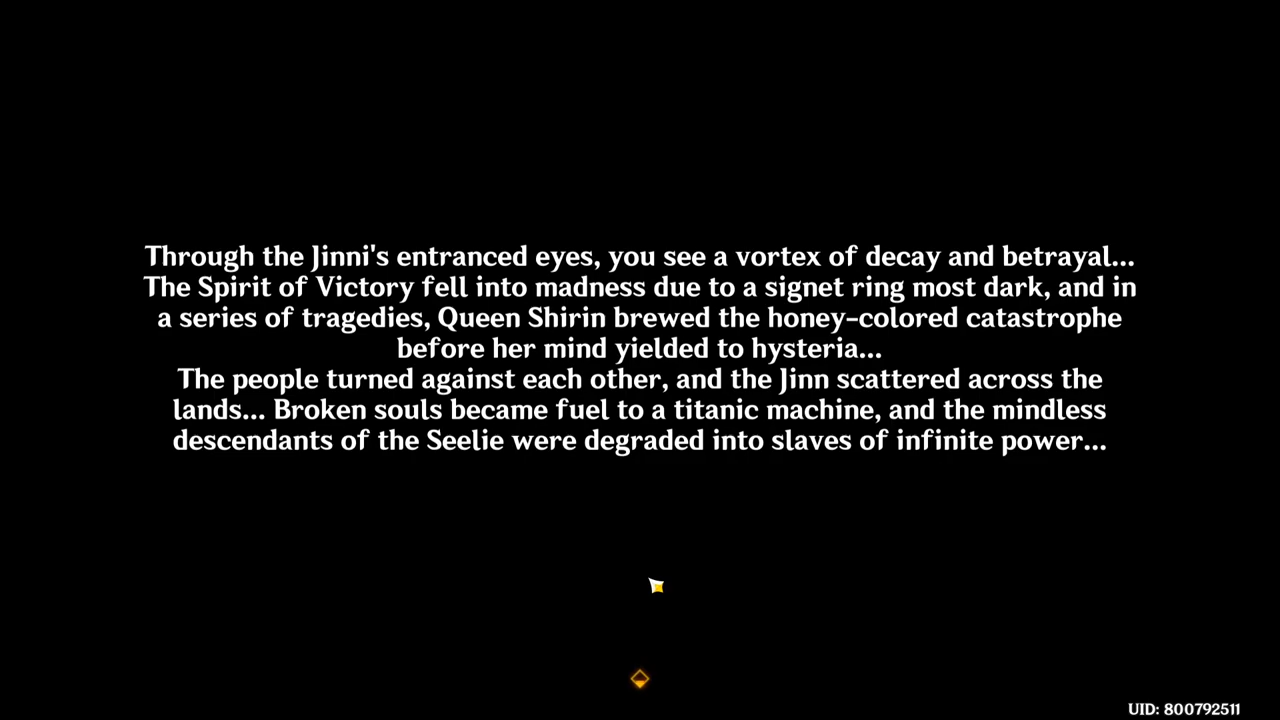 Through the Jinni's entranced eyes, you see a vortex of decay and betrayal...
The Spirit of Victory fell into madness due to a signet ring most dark, and in
a series of tragedies, Queen Shirin brewed the honey-colored catastrophe
before her mind yielded to hysteria...
The people turned against each other, and the Jinn scattered across the
lands... Broken souls became fuel to a titanic machine, and the mindless
descendants of the Seelie were degraded into slaves of infinite power...
UID: 800792511